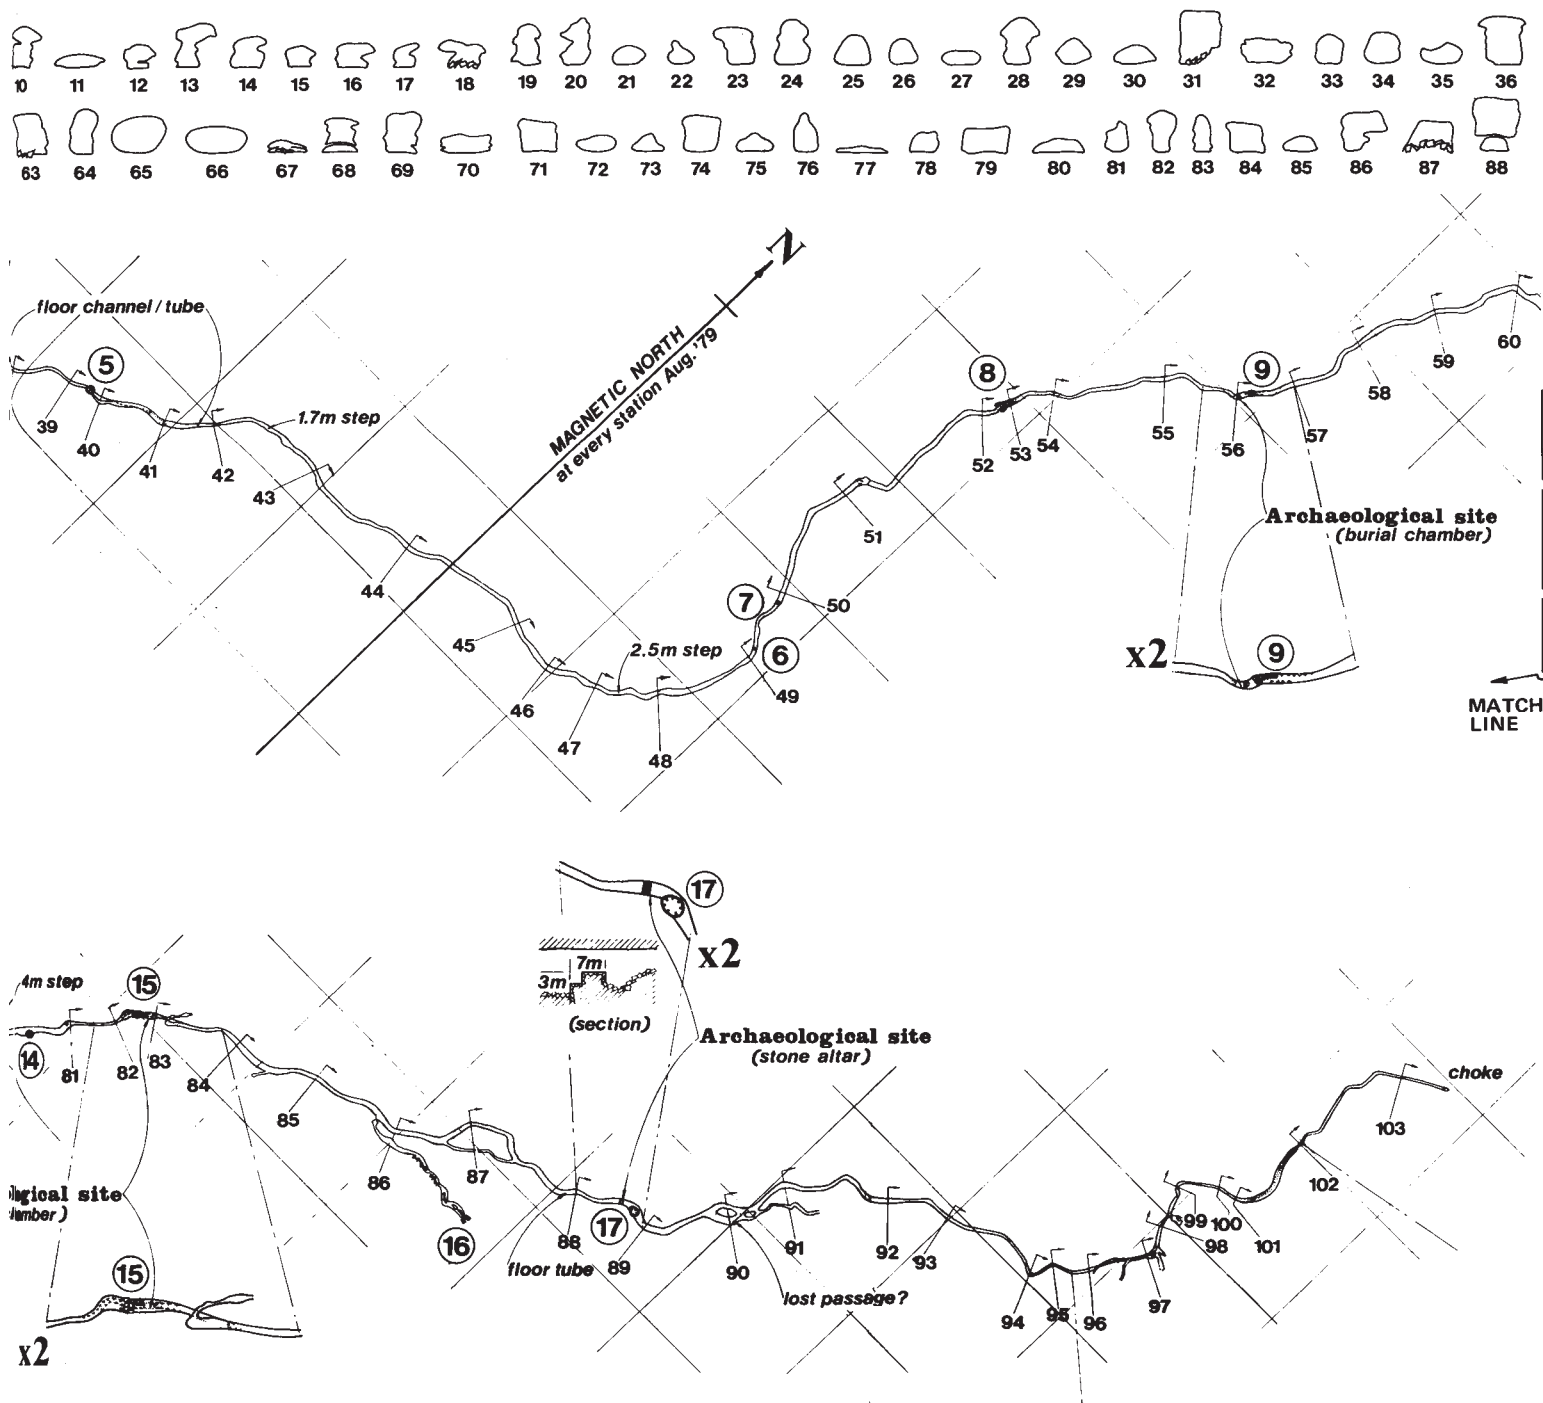 10 11 12 13 14 15 16 17 18 19 20 21 22 23 24 25 26 27 28 29 30 31 32 33 34 35 36
63 64 65 66 67 68 69 70 71 72 73 74 75 76 77 78 79 80 81 82 83 84 85 86 87 88
N
floor channel / tube
5
39
40
41
42
1.7m step
43
44
45
46
47
48
2.5m step
MAGNETIC NORTH
at every station Aug. '79
6
7
49
50
51
8
52
53
54
55
9
56
57
58
59
60
Archaeological site
(burial chamber)
x2
9
MATCH
LINE
17
x2
7m
3m
(section)
Archaeological site
(stone altar)
4m step
15
14
81
82
83
84
85
86
87
16
88
17
89
floor tube
90
91
lost passage?
92
93
94
95
96
97
98
99
100
101
102
103
choke
site
15
x2